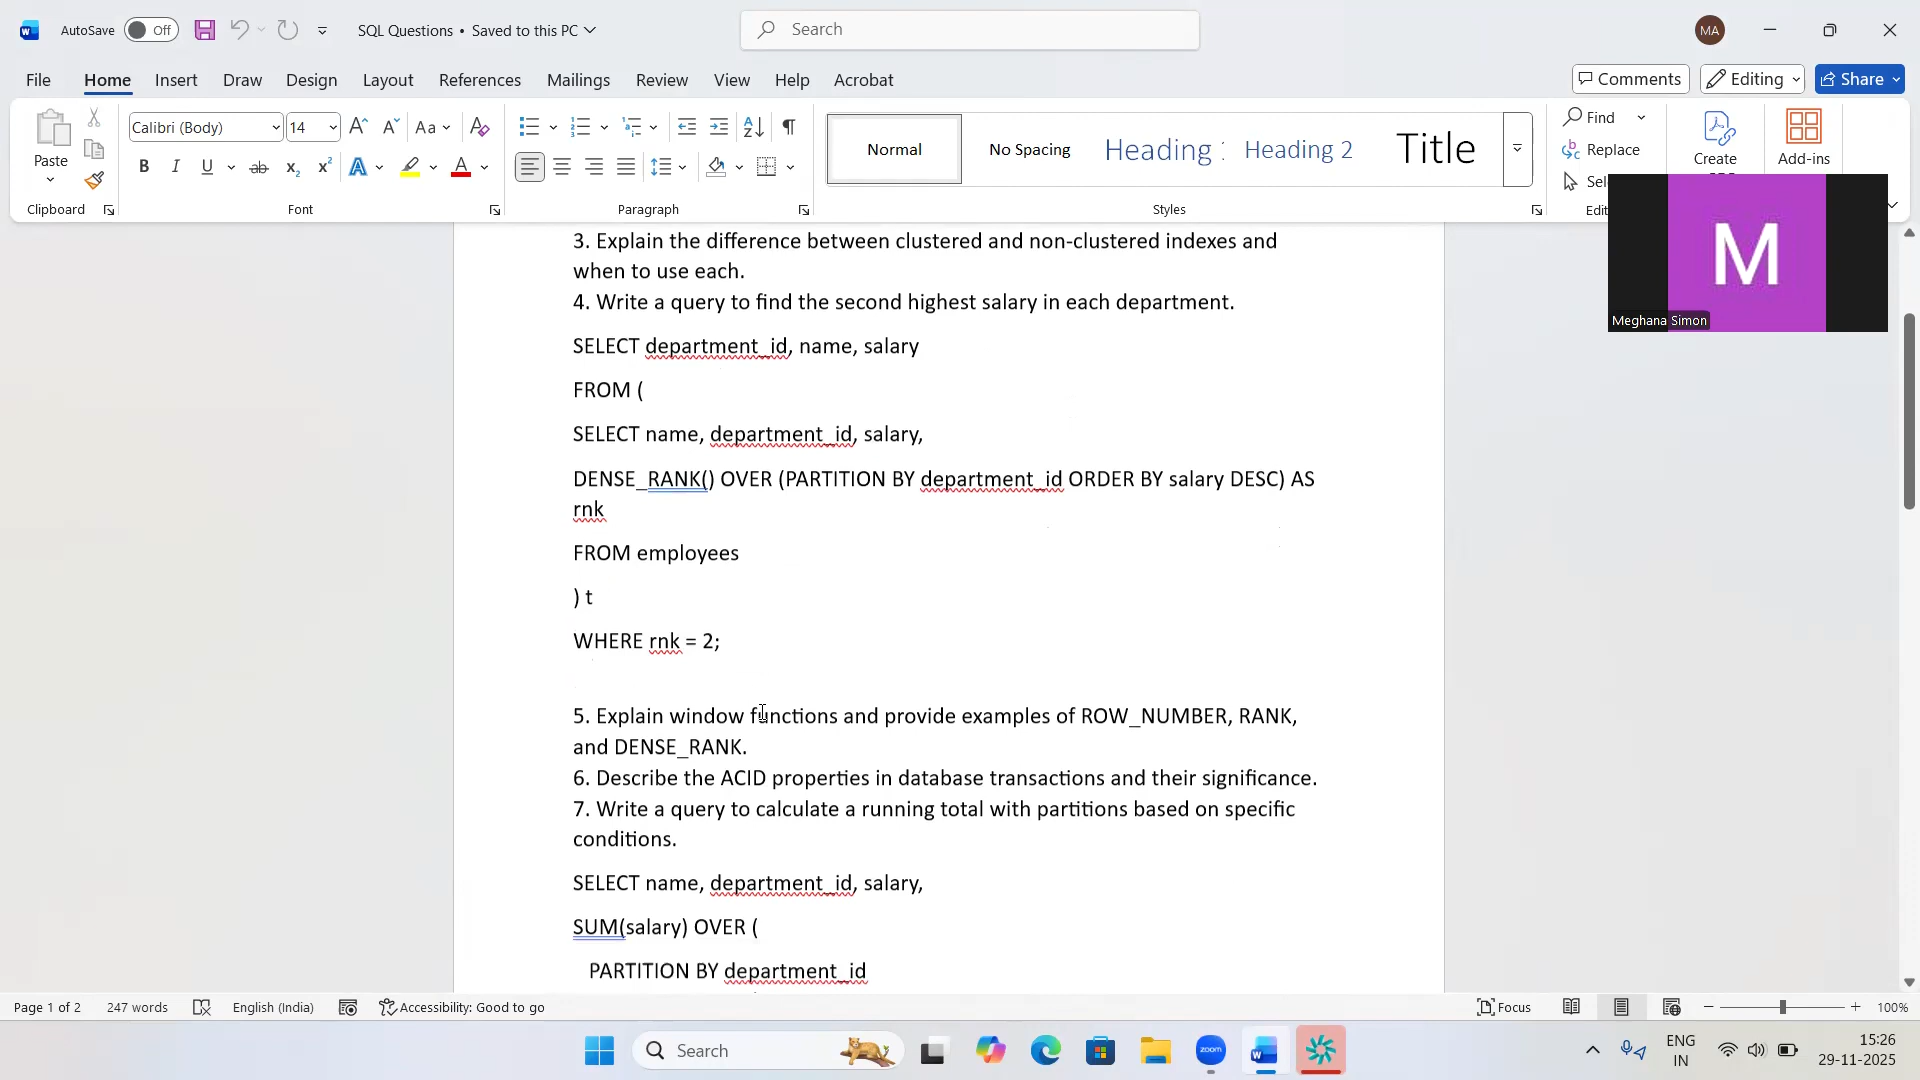 AutoSave Off SQL Questions • Saved to this PC Search MA
File Home Insert Draw Design Layout References Mailings Review View Help Acrobat Comments Editing Share
Paste
Calibri (Body) 14 Aa
Normal No Spacing Heading Heading 2 Title
Find
Replace
Create
Add-ins
Clipboard Font Paragraph Styles
M
Meghana Simon
3. Explain the difference between clustered and non-clustered indexes and
when to use each.
4. Write a query to find the second highest salary in each department.
SELECT department_id, name, salary
FROM (
SELECT name, department_id, salary,
DENSE_RANK() OVER (PARTITION BY department_id ORDER BY salary DESC) AS
rnk
FROM employees
) t
WHERE rnk = 2;
5. Explain window functions and provide examples of ROW_NUMBER, RANK,
and DENSE_RANK.
6. Describe the ACID properties in database transactions and their significance.
7. Write a query to calculate a running total with partitions based on specific
conditions.
SELECT name, department_id, salary,
SUM(salary) OVER (
PARTITION BY department_id
Page 1 of 2 247 words English (India) Accessibility: Good to go Focus 100%
Search zoom ENG
IN
15:26
29-11-2025